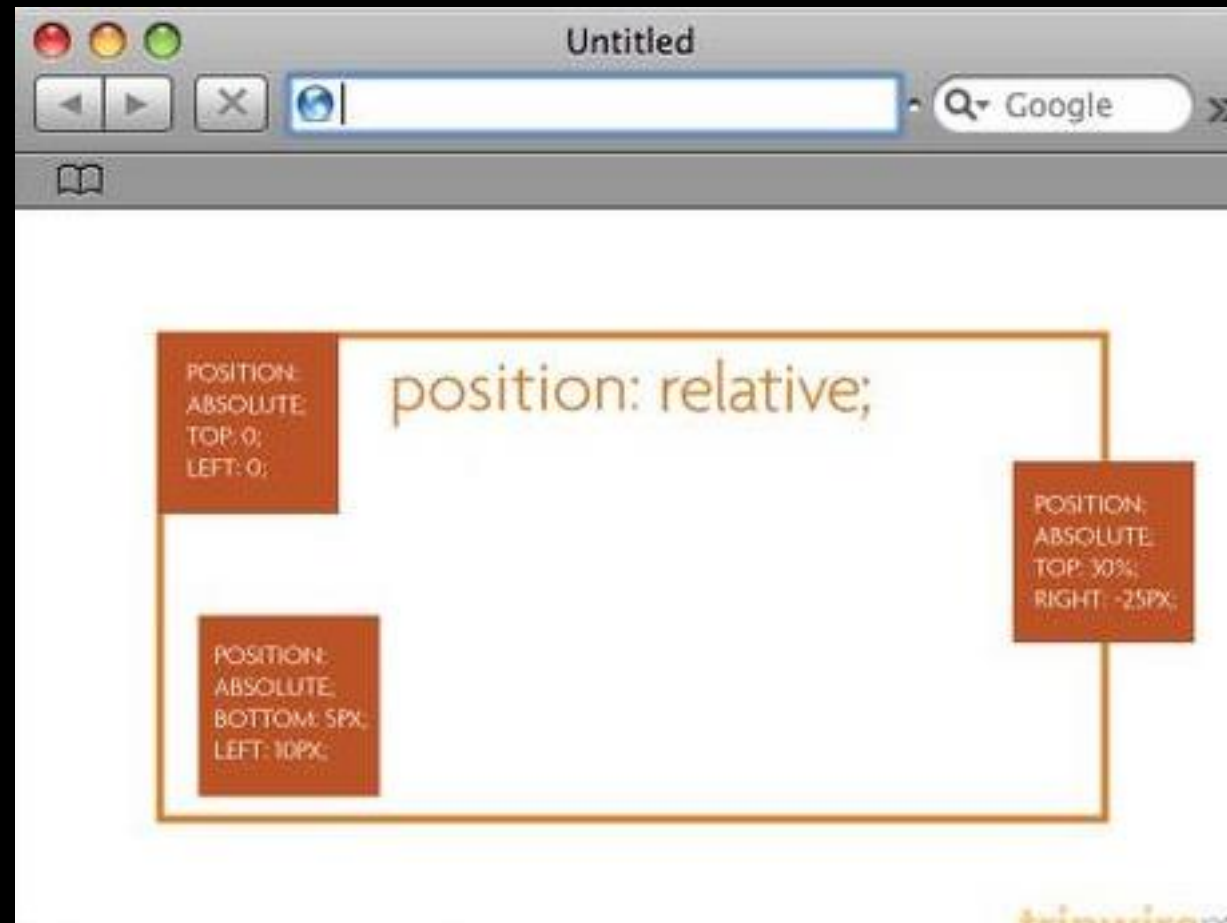 Untitled
Google
POSITION:
ABSOLUTE;
TOP: 0;
LEFT: 0;
position: relative;
POSITION:
ABSOLUTE;
TOP: 30%;
RIGHT: -25PX;
POSITION:
ABSOLUTE;
BOTTOM: 5PX;
LEFT: 10PX;